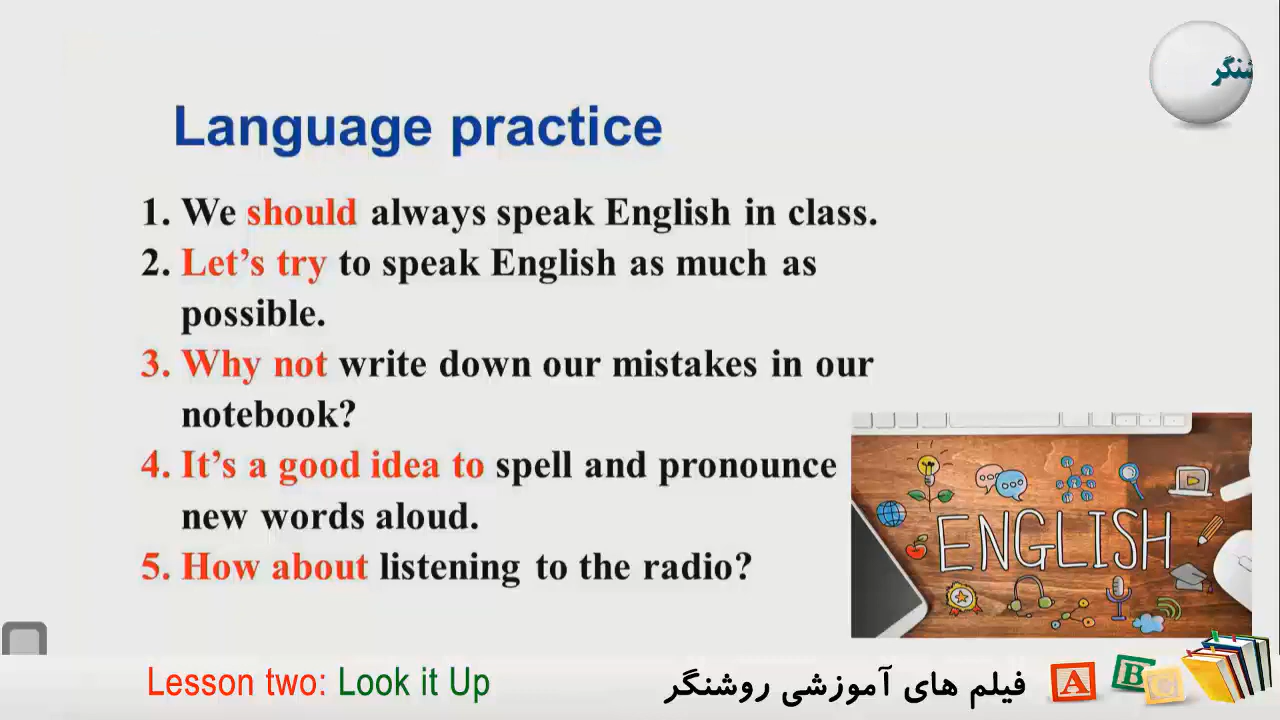 شنگر
Language practice
1. We should always speak English in class.
2. Let’s try to speak English as much as
possible.
3. Why not write down our mistakes in our
notebook?
4. It’s a good idea to spell and pronounce
new words aloud.
5. How about listening to the radio?
ENGLISH
Lesson two: Look it Up
فیلم های آموزشی روشنگر
A
B
C